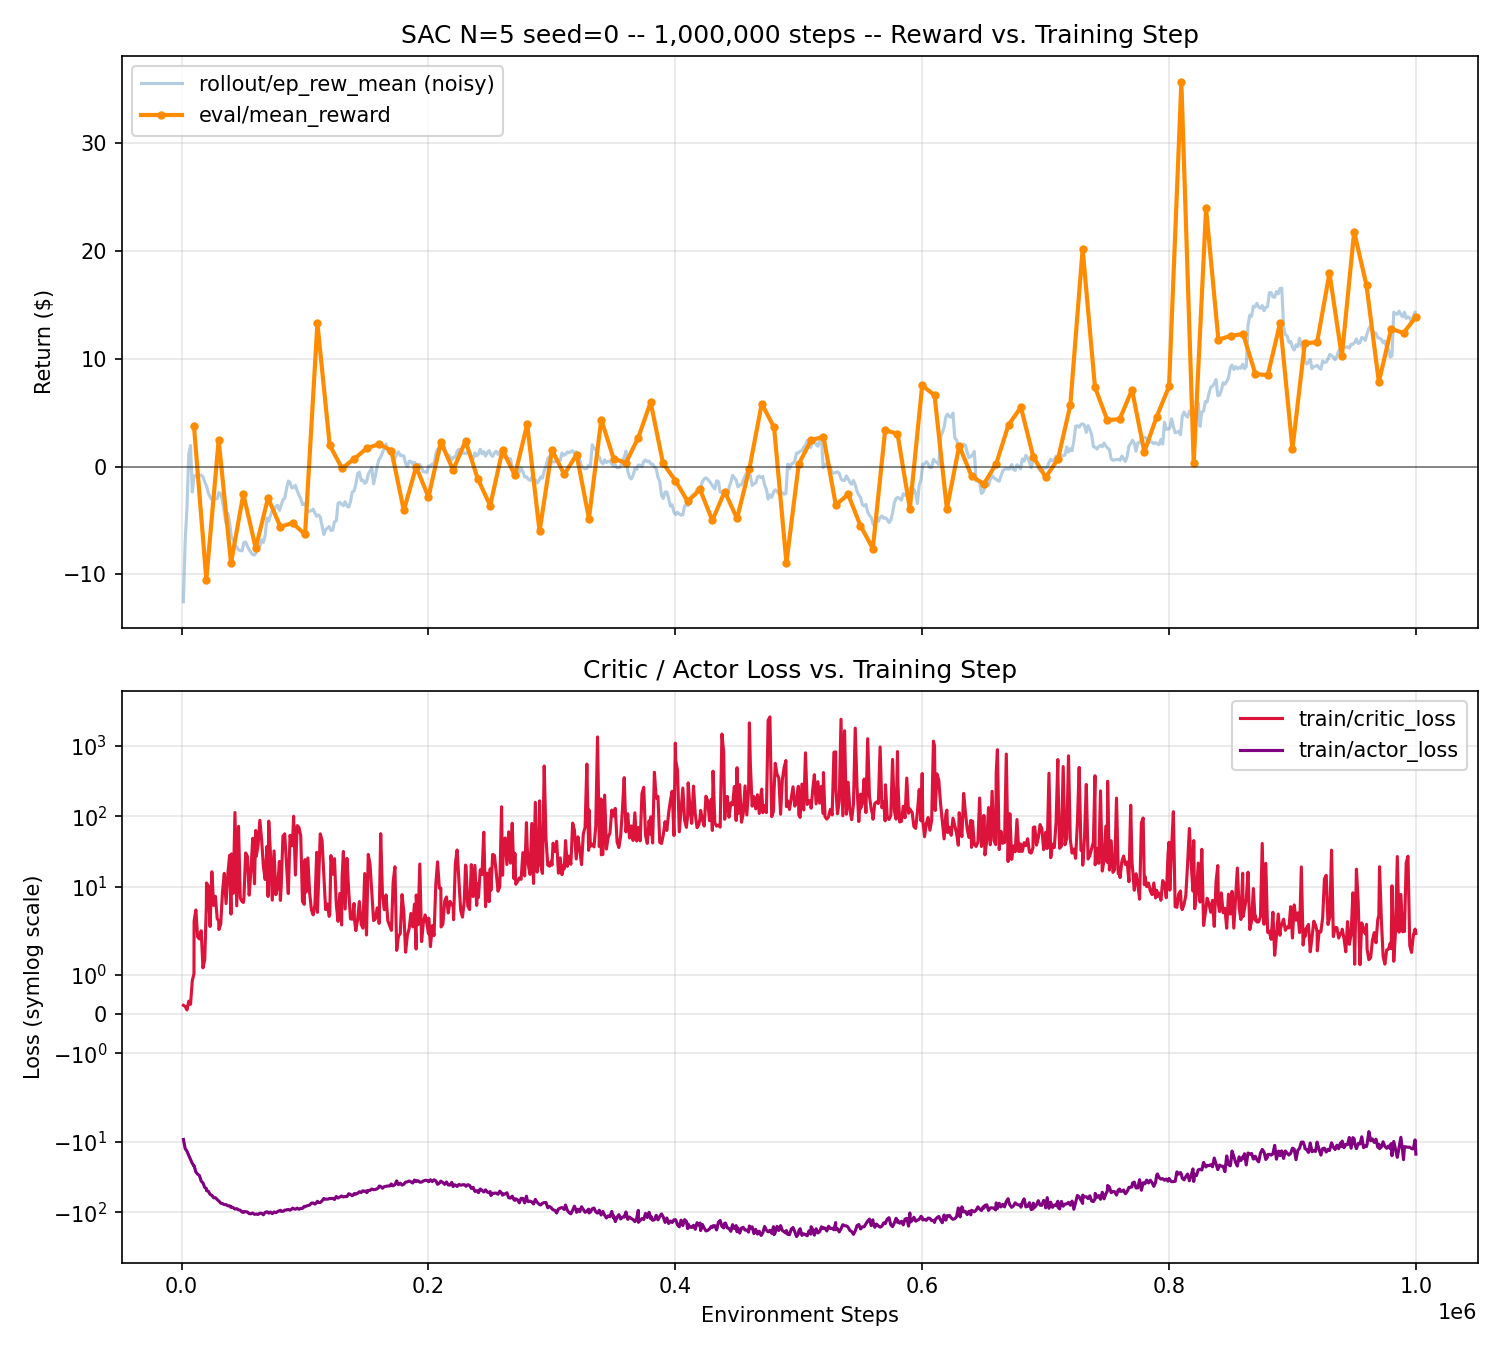 SAC N=5 seed=0 -- 1,000,000 steps -- Reward vs. Training Step
rollout/ep_rew_mean (noisy)
eval/mean_reward
Return ($)
30
20
10
0
−10
Critic / Actor Loss vs. Training Step
train/critic_loss
train/actor_loss
Loss (symlog scale)
10³
10²
10¹
10⁰
0
−10⁰
−10¹
−10²
0.0 0.2 0.4 0.6 0.8 1.0
1e6
Environment Steps